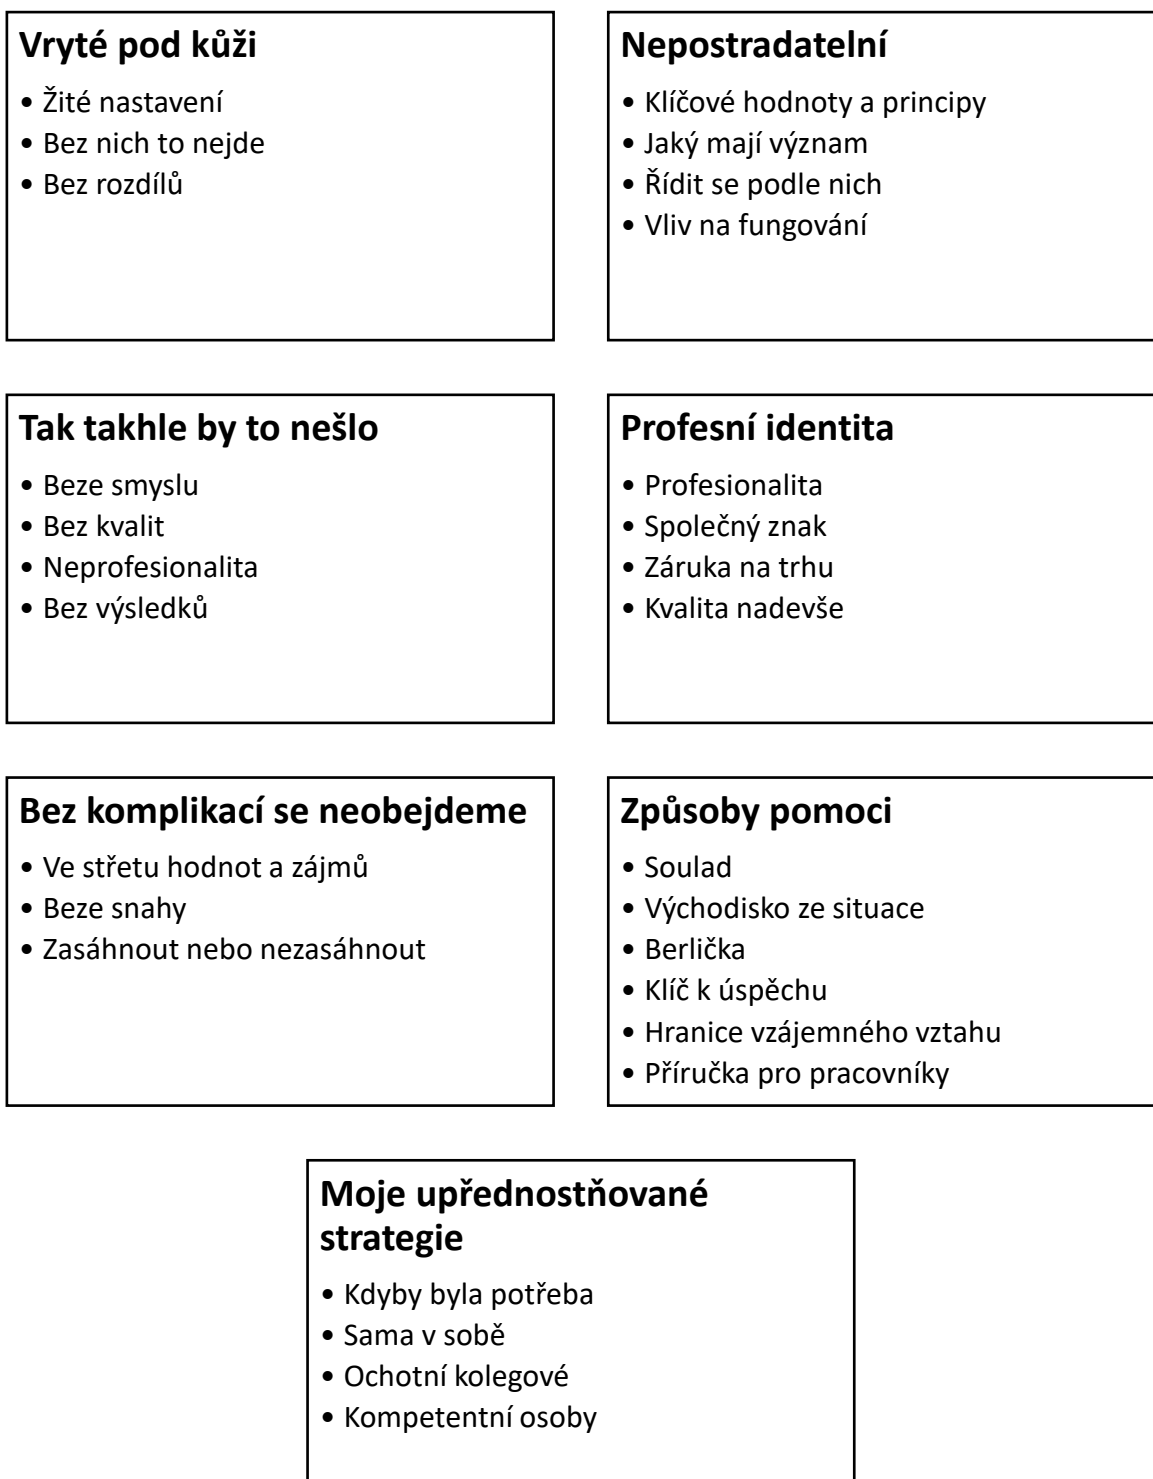 Vryté pod kůži
• Žité nastavení
• Bez nich to nejde
• Bez rozdílů
Nepostradatelní
• Klíčové hodnoty a principy
• Jaký mají význam
• Řídit se podle nich
• Vliv na fungování
Tak takhle by to nešlo
• Beze smyslu
• Bez kvalit
• Neprofesionalita
• Bez výsledků
Profesní identita
• Profesionalita
• Společný znak
• Záruka na trhu
• Kvalita nadevše
Bez komplikací se neobejdeme
• Ve střetu hodnot a zájmů
• Beze snahy
• Zasáhnout nebo nezasáhnout
Způsoby pomoci
• Soulad
• Východisko ze situace
• Berlička
• Klíč k úspěchu
• Hranice vzájemného vztahu
• Příručka pro pracovníky
Moje upřednostňované
strategie
• Kdyby byla potřeba
• Sama v sobě
• Ochotní kolegové
• Kompetentní osoby